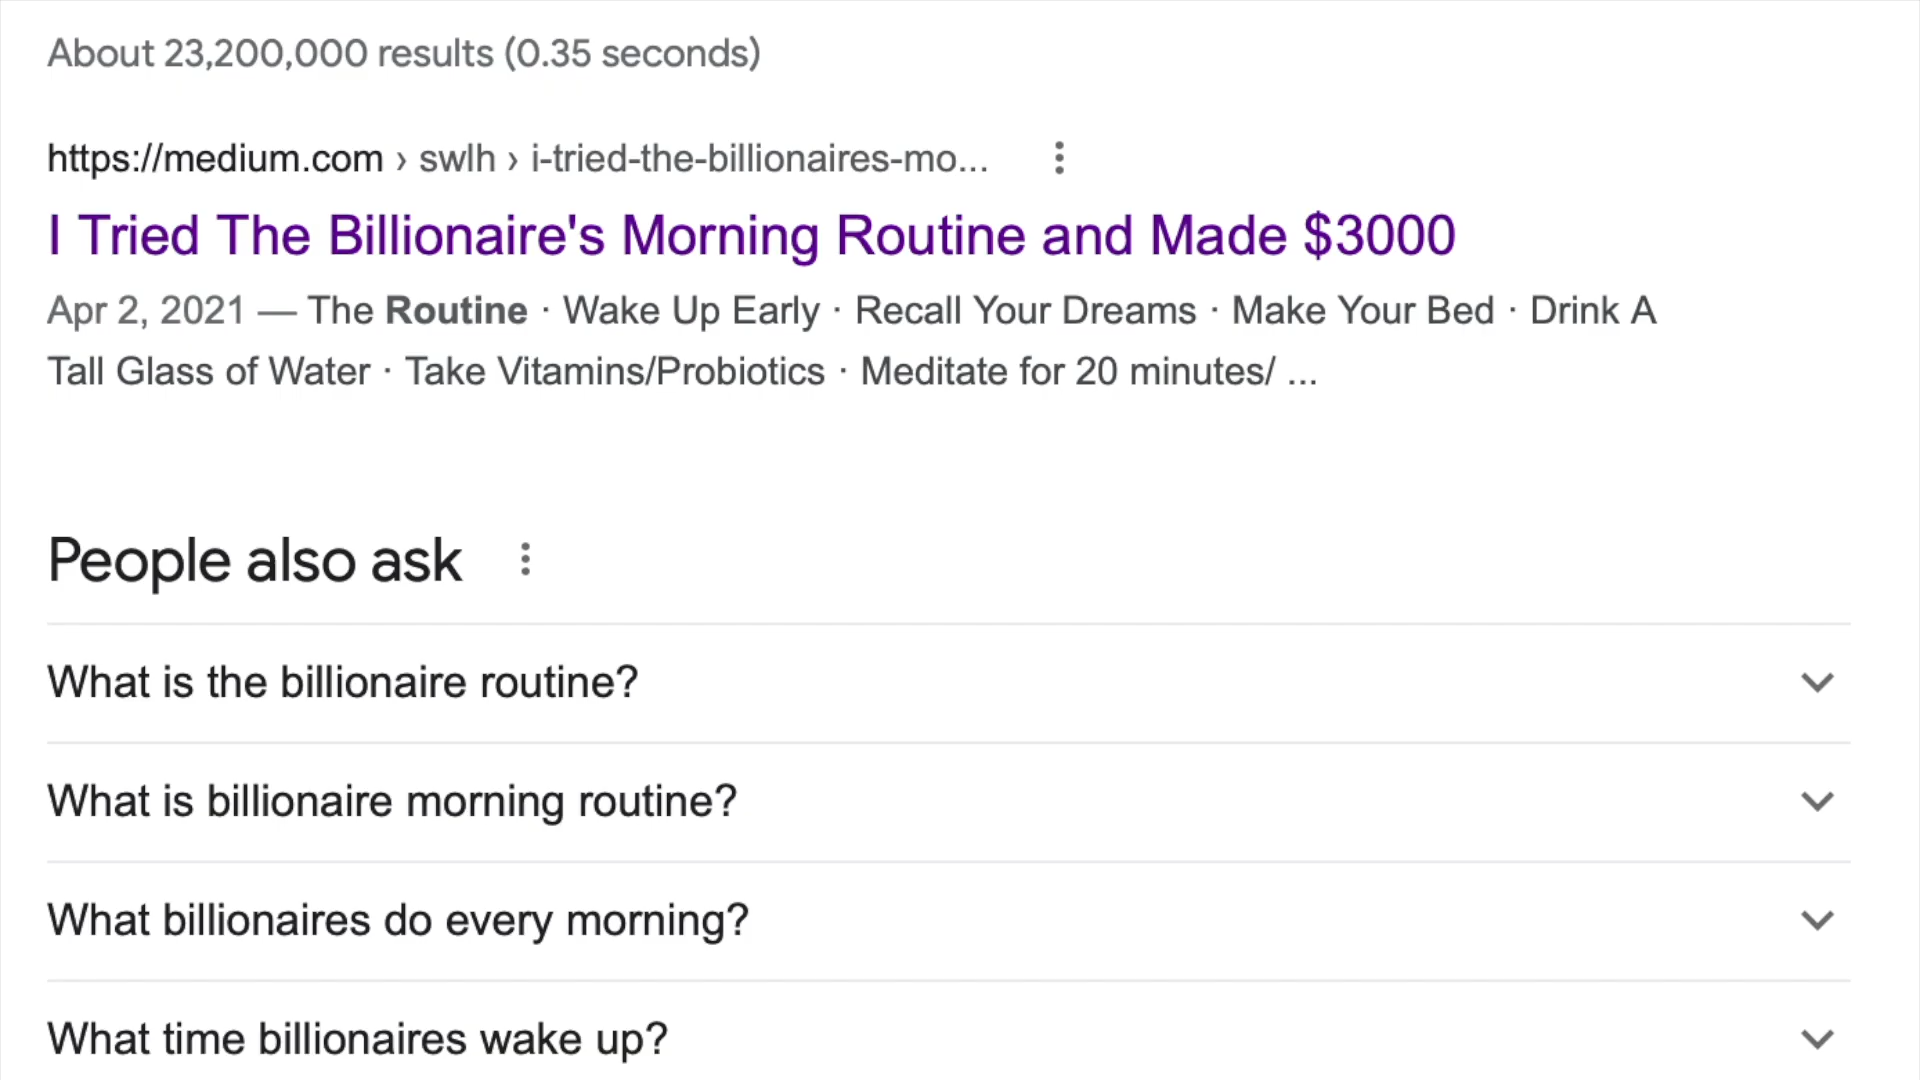 About 23,200,000 results (0.35 seconds)
https://medium.com › swlh › i-tried-the-billionaires-mo...
I Tried The Billionaire's Morning Routine and Made $3000
Apr 2, 2021 — The Routine · Wake Up Early · Recall Your Dreams · Make Your Bed · Drink A
Tall Glass of Water · Take Vitamins/Probiotics · Meditate for 20 minutes/ ...
People also ask
What is the billionaire routine?
What is billionaire morning routine?
What billionaires do every morning?
What time billionaires wake up?